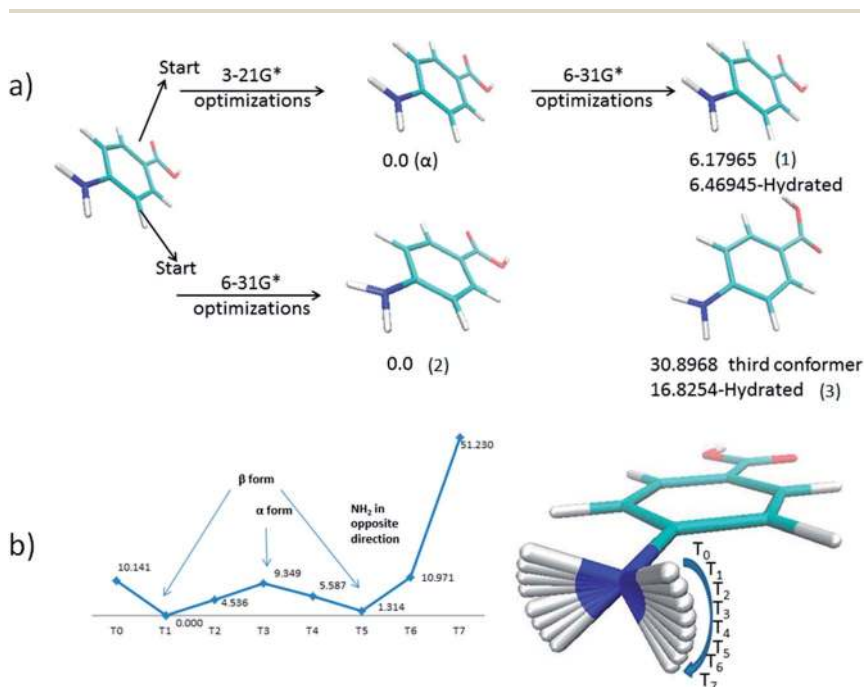 a)
Start
3-21G*
optimizations
0.0 (α)
6-31G*
optimizations
6.17965 (1)
6.46945-Hydrated
Start
6-31G*
optimizations
0.0 (2)
30.8968 third conformer
16.8254-Hydrated (3)
b)
β form
α form
NH2 in
opposite
direction
10.141
0.000
4.536
9.349
5.587
1.314
10.971
51.230
T0 T1 T2 T3 T4 T5 T6 T7
T0
T1
T2
T3
T4
T5
T6
T7